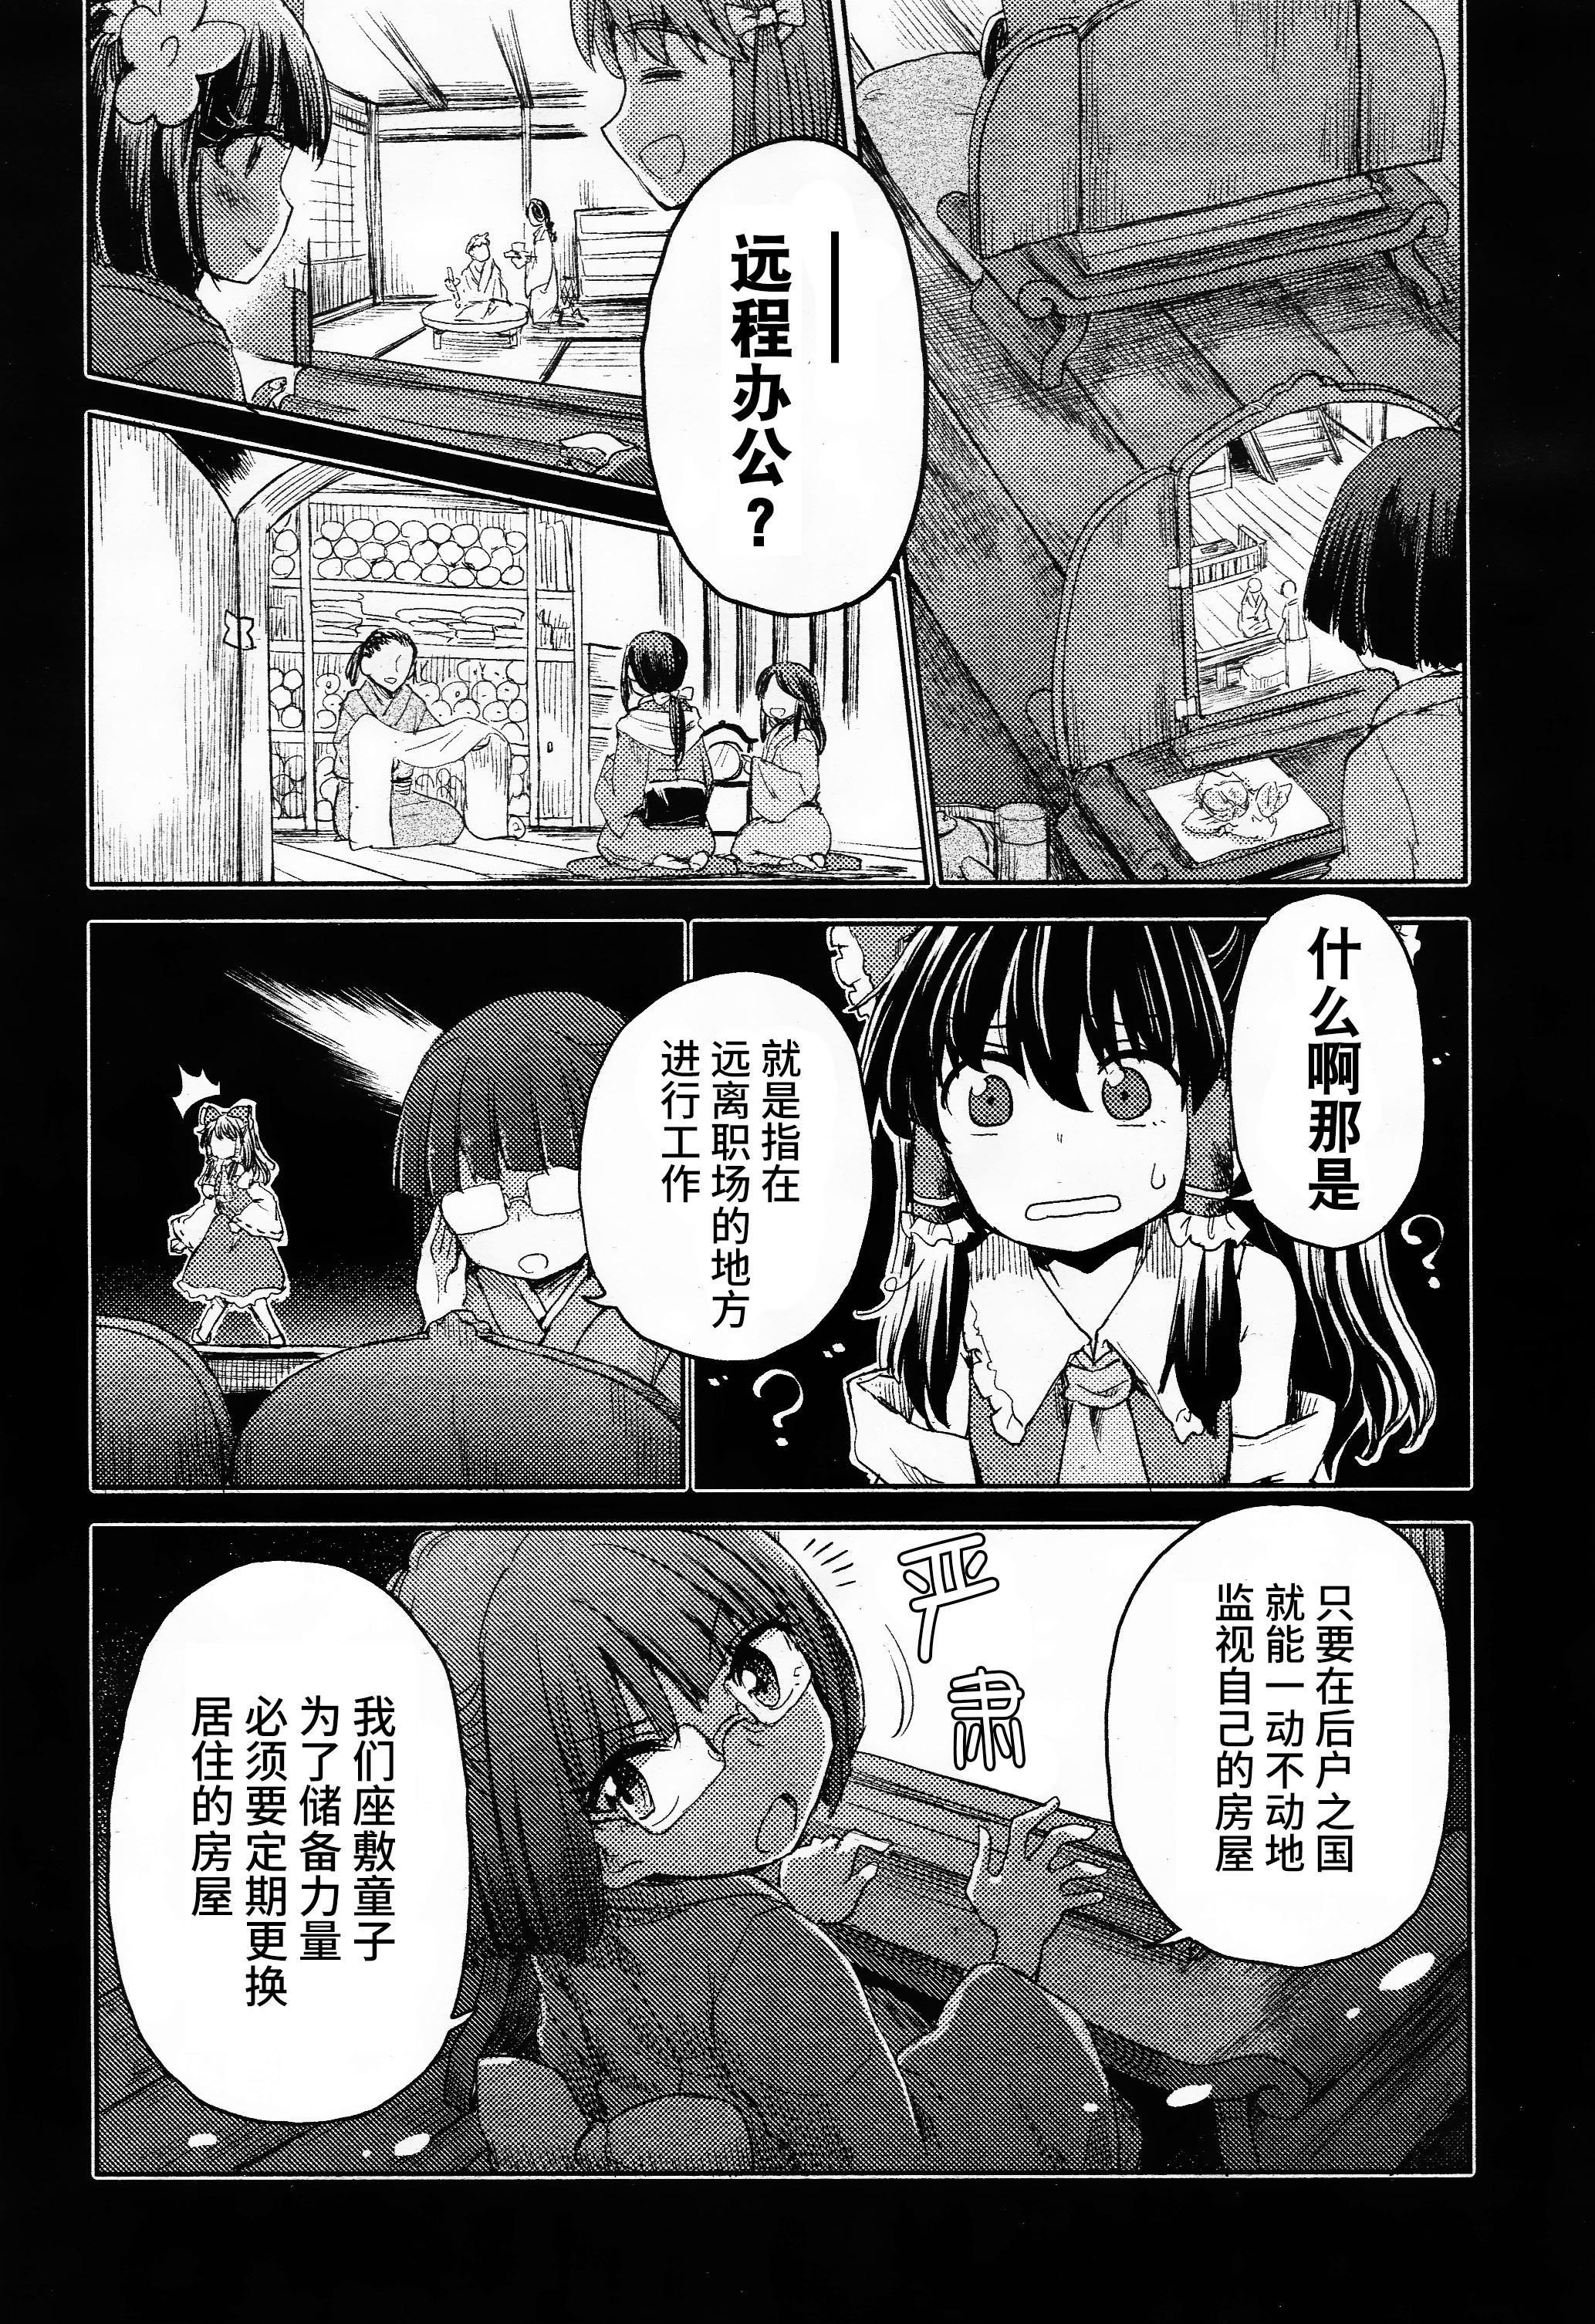 ——
远程办公？
什么啊那是
？
？
就是指在
远离职场的地方
进行工作
只要在后户之国
就能一动不动地
监视自己的房屋
严肃
我们座敷童子
为了储备力量
必须要定期更换
居住的房屋